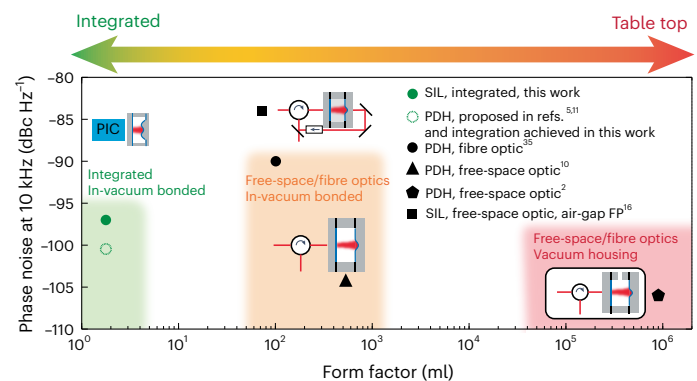 Integrated
Table top
Phase noise at 10 kHz (dBc Hz⁻¹)
−80
−85
−90
−95
−100
−105
−110
PIC
Integrated
In-vacuum bonded
Free-space/fibre optics
In-vacuum bonded
SIL, integrated, this work
PDH, proposed in refs. ⁵,¹¹
and integration achieved in this work
PDH, fibre optic³⁵
PDH, free-space optic¹⁰
PDH, free-space optic²
SIL, free-space optic, air-gap FP¹⁶
Free-space/fibre optics
Vacuum housing
10⁰
10¹
10²
10³
10⁴
10⁵
10⁶
Form factor (ml)